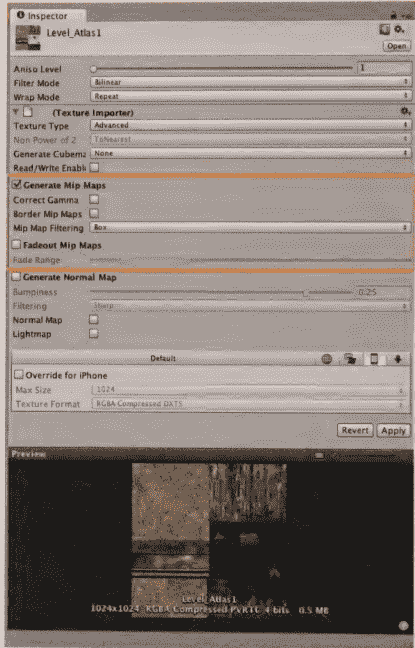 Inspector
Level_Atlas1
Open
Aniso Level 1
Filter Mode Bilinear
Wrap Mode Repeat
(Texture Importer)
Texture Type Advanced
Non Power of 2 ToNearest
Generate Cubema None
Read/Write Enabl
Generate Mip Maps
Correct Gamma
Border Mip Maps
Mip Map Filtering Box
Fadeout Mip Maps
Fade Range
Generate Normal Map
Bumpiness 0.25
Filtering Sharp
Normal Map
Lightmap
Default
Override for iPhone
Max Size 1024
Texture Format RGBA Compressed DXT5
Revert Apply
Preview
Level_Atlas1
1024x1024 RGBA Compressed PVRTC 4 bits 0.5 MB